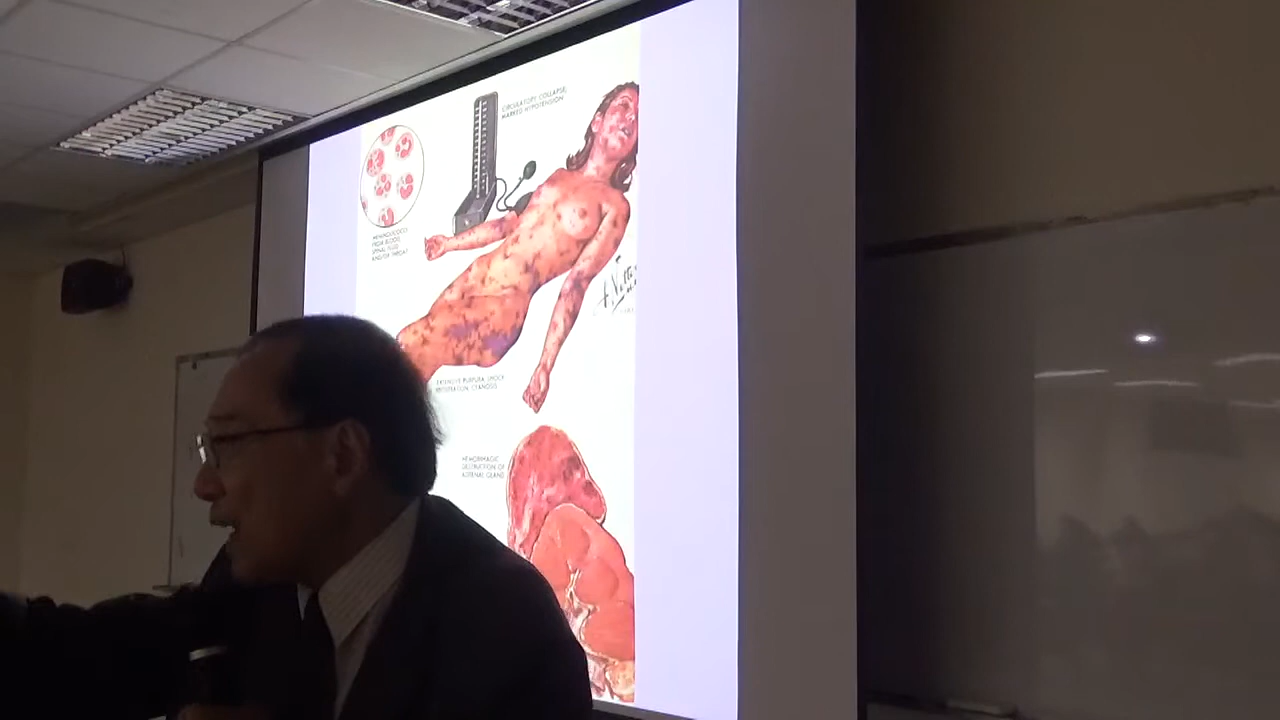 CIRCULATORY COLLAPSE,
MARKED HYPOTENSION
MENINGOCOCCI
FROM BLOOD,
SPINAL FLUID
AND/OR THROAT
EXTENSIVE PURPURA, SHOCK
PROSTRATION, CYANOSIS
HEMORRHAGIC
DESTRUCTION OF
ADRENAL GLAND